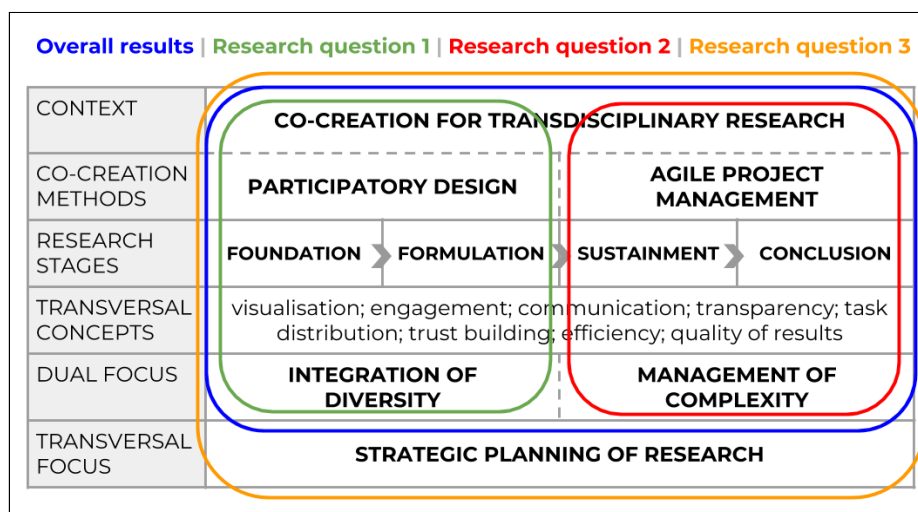 Overall results | Research question 1 | Research question 2 | Research question 3
CONTEXT
CO-CREATION FOR TRANSDISCIPLINARY RESEARCH
CO-CREATION
METHODS
PARTICIPATORY DESIGN
AGILE PROJECT
MANAGEMENT
RESEARCH
STAGES
FOUNDATION
FORMULATION
SUSTAINMENT
CONCLUSION
TRANSVERSAL
CONCEPTS
visualisation; engagement; communication; transparency; task
distribution; trust building; efficiency; quality of results
DUAL FOCUS
INTEGRATION OF
DIVERSITY
MANAGEMENT OF
COMPLEXITY
TRANSVERSAL
FOCUS
STRATEGIC PLANNING OF RESEARCH